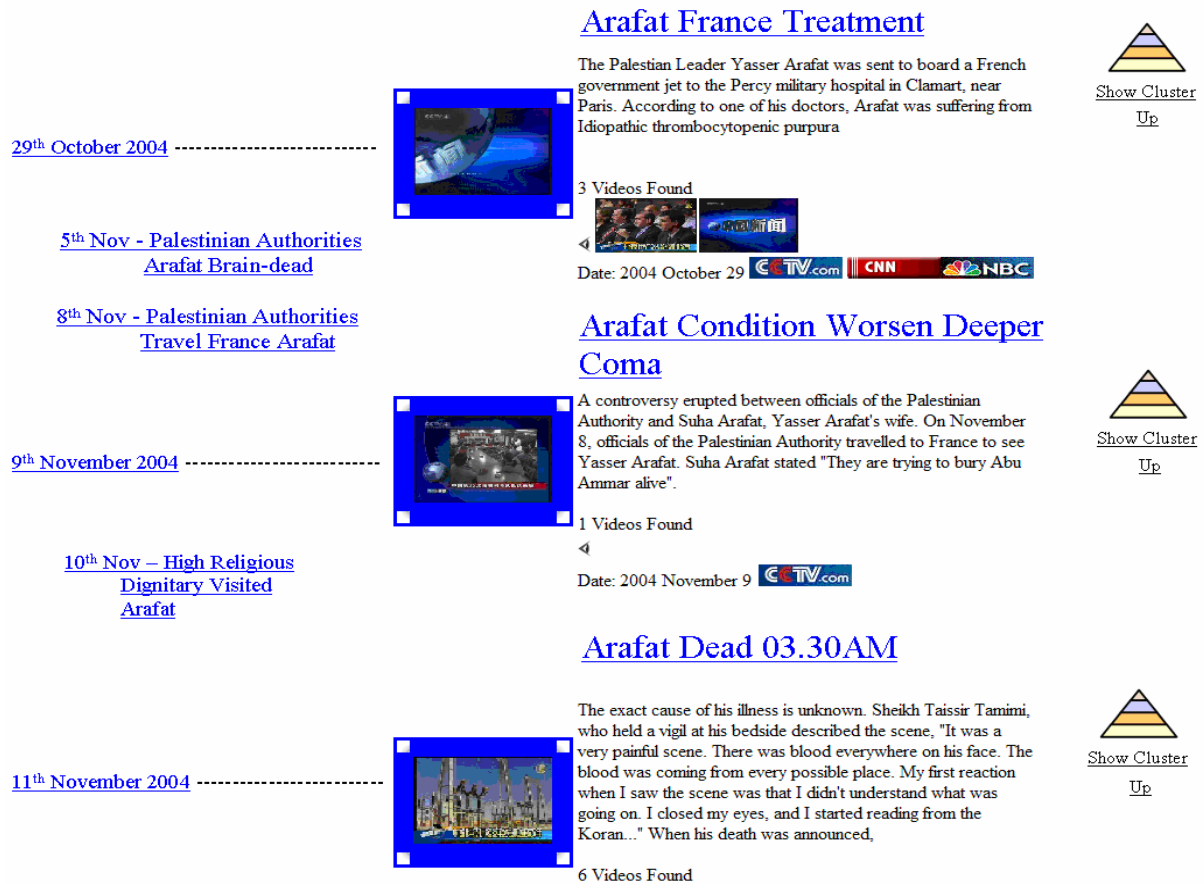 Arafat France Treatment
The Palestian Leader Yasser Arafat was sent to board a French
government jet to the Percy military hospital in Clamart, near
Paris. According to one of his doctors, Arafat was suffering from
Idiopathic thrombocytopenic purpura
Show Cluster
Up
29th October 2004 --------------------
3 Videos Found
Date: 2004 October 29 CCTV.com CNN NBC
5th Nov - Palestinian Authorities
Arafat Brain-dead
8th Nov - Palestinian Authorities
Travel France Arafat
Arafat Condition Worsen Deeper
Coma
A controversy erupted between officials of the Palestinian
Authority and Suha Arafat, Yasser Arafat's wife. On November
8, officials of the Palestinian Authority travelled to France to see
Yasser Arafat. Suha Arafat stated "They are trying to bury Abu
Ammar alive".
Show Cluster
Up
9th November 2004 --------------------
1 Videos Found
Date: 2004 November 9 CCTV.com
10th Nov – High Religious
Dignitary Visited
Arafat
Arafat Dead 03.30AM
The exact cause of his illness is unknown. Sheikh Taissir Tamimi,
who held a vigil at his bedside described the scene, "It was a
very painful scene. There was blood everywhere on his face. The
blood was coming from every possible place. My first reaction
when I saw the scene was that I didn't understand what was
going on. I closed my eyes, and I started reading from the
Koran..." When his death was announced,
Show Cluster
Up
11th November 2004 --------------------
6 Videos Found